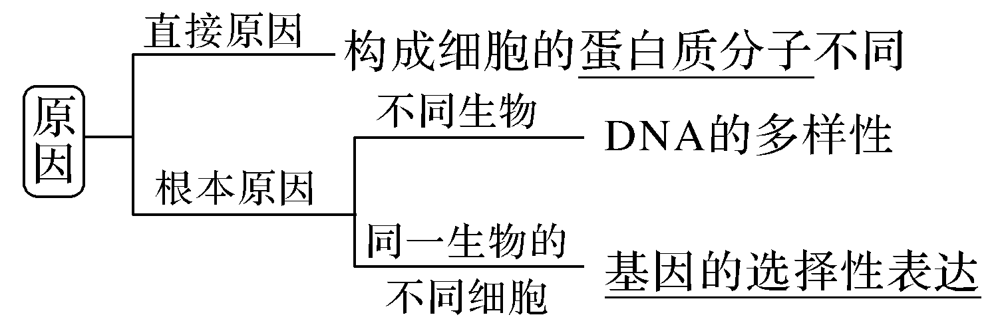 原因
直接原因
构成细胞的蛋白质分子不同
根本原因
不同生物
DNA的多样性
同一生物的
不同细胞
基因的选择性表达